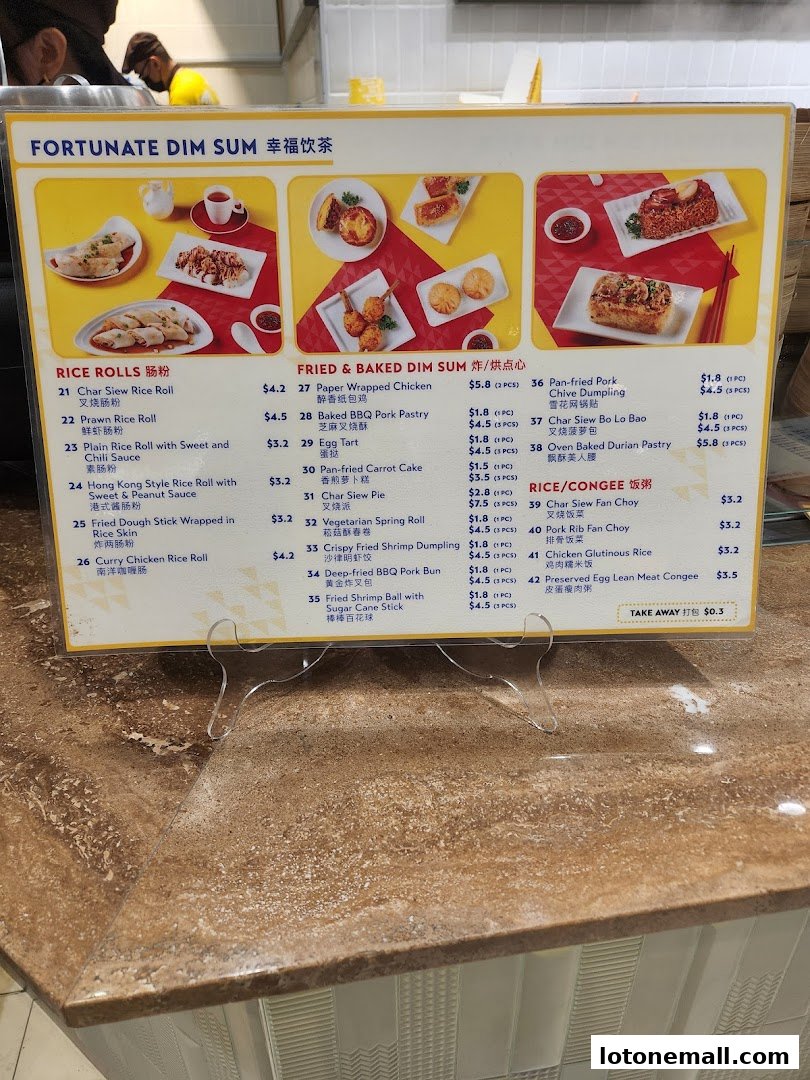 FORTUNATE DIM SUM 幸福饮茶
RICE ROLLS 肠粉
21 Char Siew Rice Roll $4.2
叉烧肠粉
22 Prawn Rice Roll $4.5
鲜虾肠粉
23 Plain Rice Roll with Sweet and $3.2
Chili Sauce
素肠粉
24 Hong Kong Style Rice Roll with $3.2
Sweet & Peanut Sauce
港式酱肠粉
25 Fried Dough Stick Wrapped in $3.2
Rice Skin
炸两肠粉
26 Curry Chicken Rice Roll $4.2
南洋咖喱肠
FRIED & BAKED DIM SUM 炸/烘点心
27 Paper Wrapped Chicken $5.8 (2 PCS)
醉香纸包鸡
28 Baked BBQ Pork Pastry $1.8 (1 PC)
芝麻叉烧酥 $4.5 (3 PCS)
29 Egg Tart $1.8 (1 PC)
蛋挞 $4.5 (3 PCS)
30 Pan-fried Carrot Cake $1.5 (1 PC)
香煎萝卜糕 $3.5 (3 PCS)
31 Char Siew Pie $2.8 (1 PC)
叉烧派 $7.5 (3 PCS)
32 Vegetarian Spring Roll $1.8 (1 PC)
菘菇酥春卷 $4.5 (3 PCS)
33 Crispy Fried Shrimp Dumpling $1.8 (1 PC)
沙律明虾饺 $4.5 (3 PCS)
34 Deep-fried BBQ Pork Bun $1.8 (1 PC)
黄金炸叉包 $4.5 (3 PCS)
35 Fried Shrimp Ball with $1.8 (1 PC)
Sugar Cane Stick $4.5 (3 PCS)
棒棒百花球
36 Pan-fried Pork $1.8 (1 PC)
Chive Dumpling $4.5 (3 PCS)
雪花网锅贴
37 Char Siew Bo Lo Bao $1.8 (1 PC)
叉烧菠萝包 $4.5 (3 PCS)
38 Oven Baked Durian Pastry $5.8 (3 PCS)
飘酥美人腰
RICE/CONGEE 饭粥
39 Char Siew Fan Choy $3.2
叉烧饭菜
40 Pork Rib Fan Choy $3.2
排骨饭菜
41 Chicken Glutinous Rice $3.2
鸡肉糯米饭
42 Preserved Egg Lean Meat Congee $3.5
皮蛋瘦肉粥
TAKE AWAY 打包 $0.3
lotonemall.com